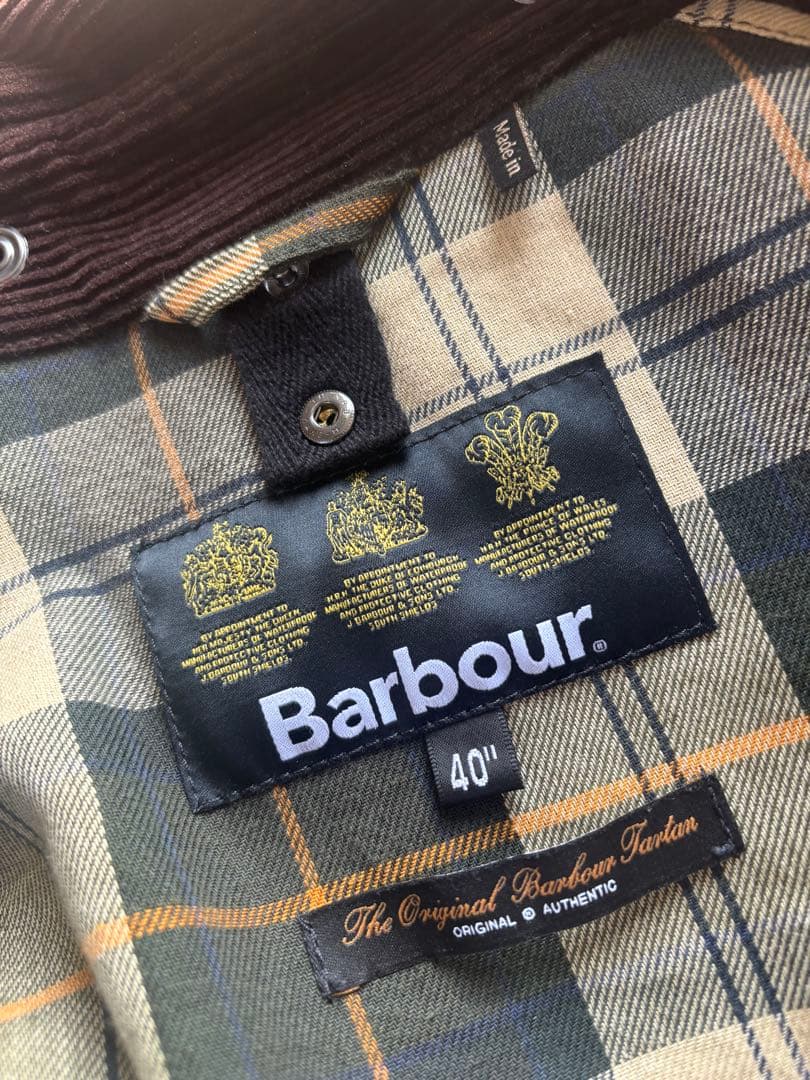 Made in
BY APPOINTMENT TO
HER MAJESTY THE QUEEN
MANUFACTURERS OF WATERPROOF
AND PROTECTIVE CLOTHING
J.BARBOUR & SONS LTD.
SOUTH SHIELDS.
BY APPOINTMENT TO
H.R.H. THE DUKE OF EDINBURGH
MANUFACTURERS OF WATERPROOF
AND PROTECTIVE CLOTHING
J.BARBOUR & SONS LTD.
SOUTH SHIELDS
BY APPOINTMENT TO
H.R.H. THE PRINCE OF WALES
MANUFACTURERS OF WATERPROOF
AND PROTECTIVE CLOTHING
J.BARBOUR & SONS LTD.
SOUTH SHIELDS
Barbour®
40"
The Original Barbour Tartan
ORIGINAL © AUTHENTIC